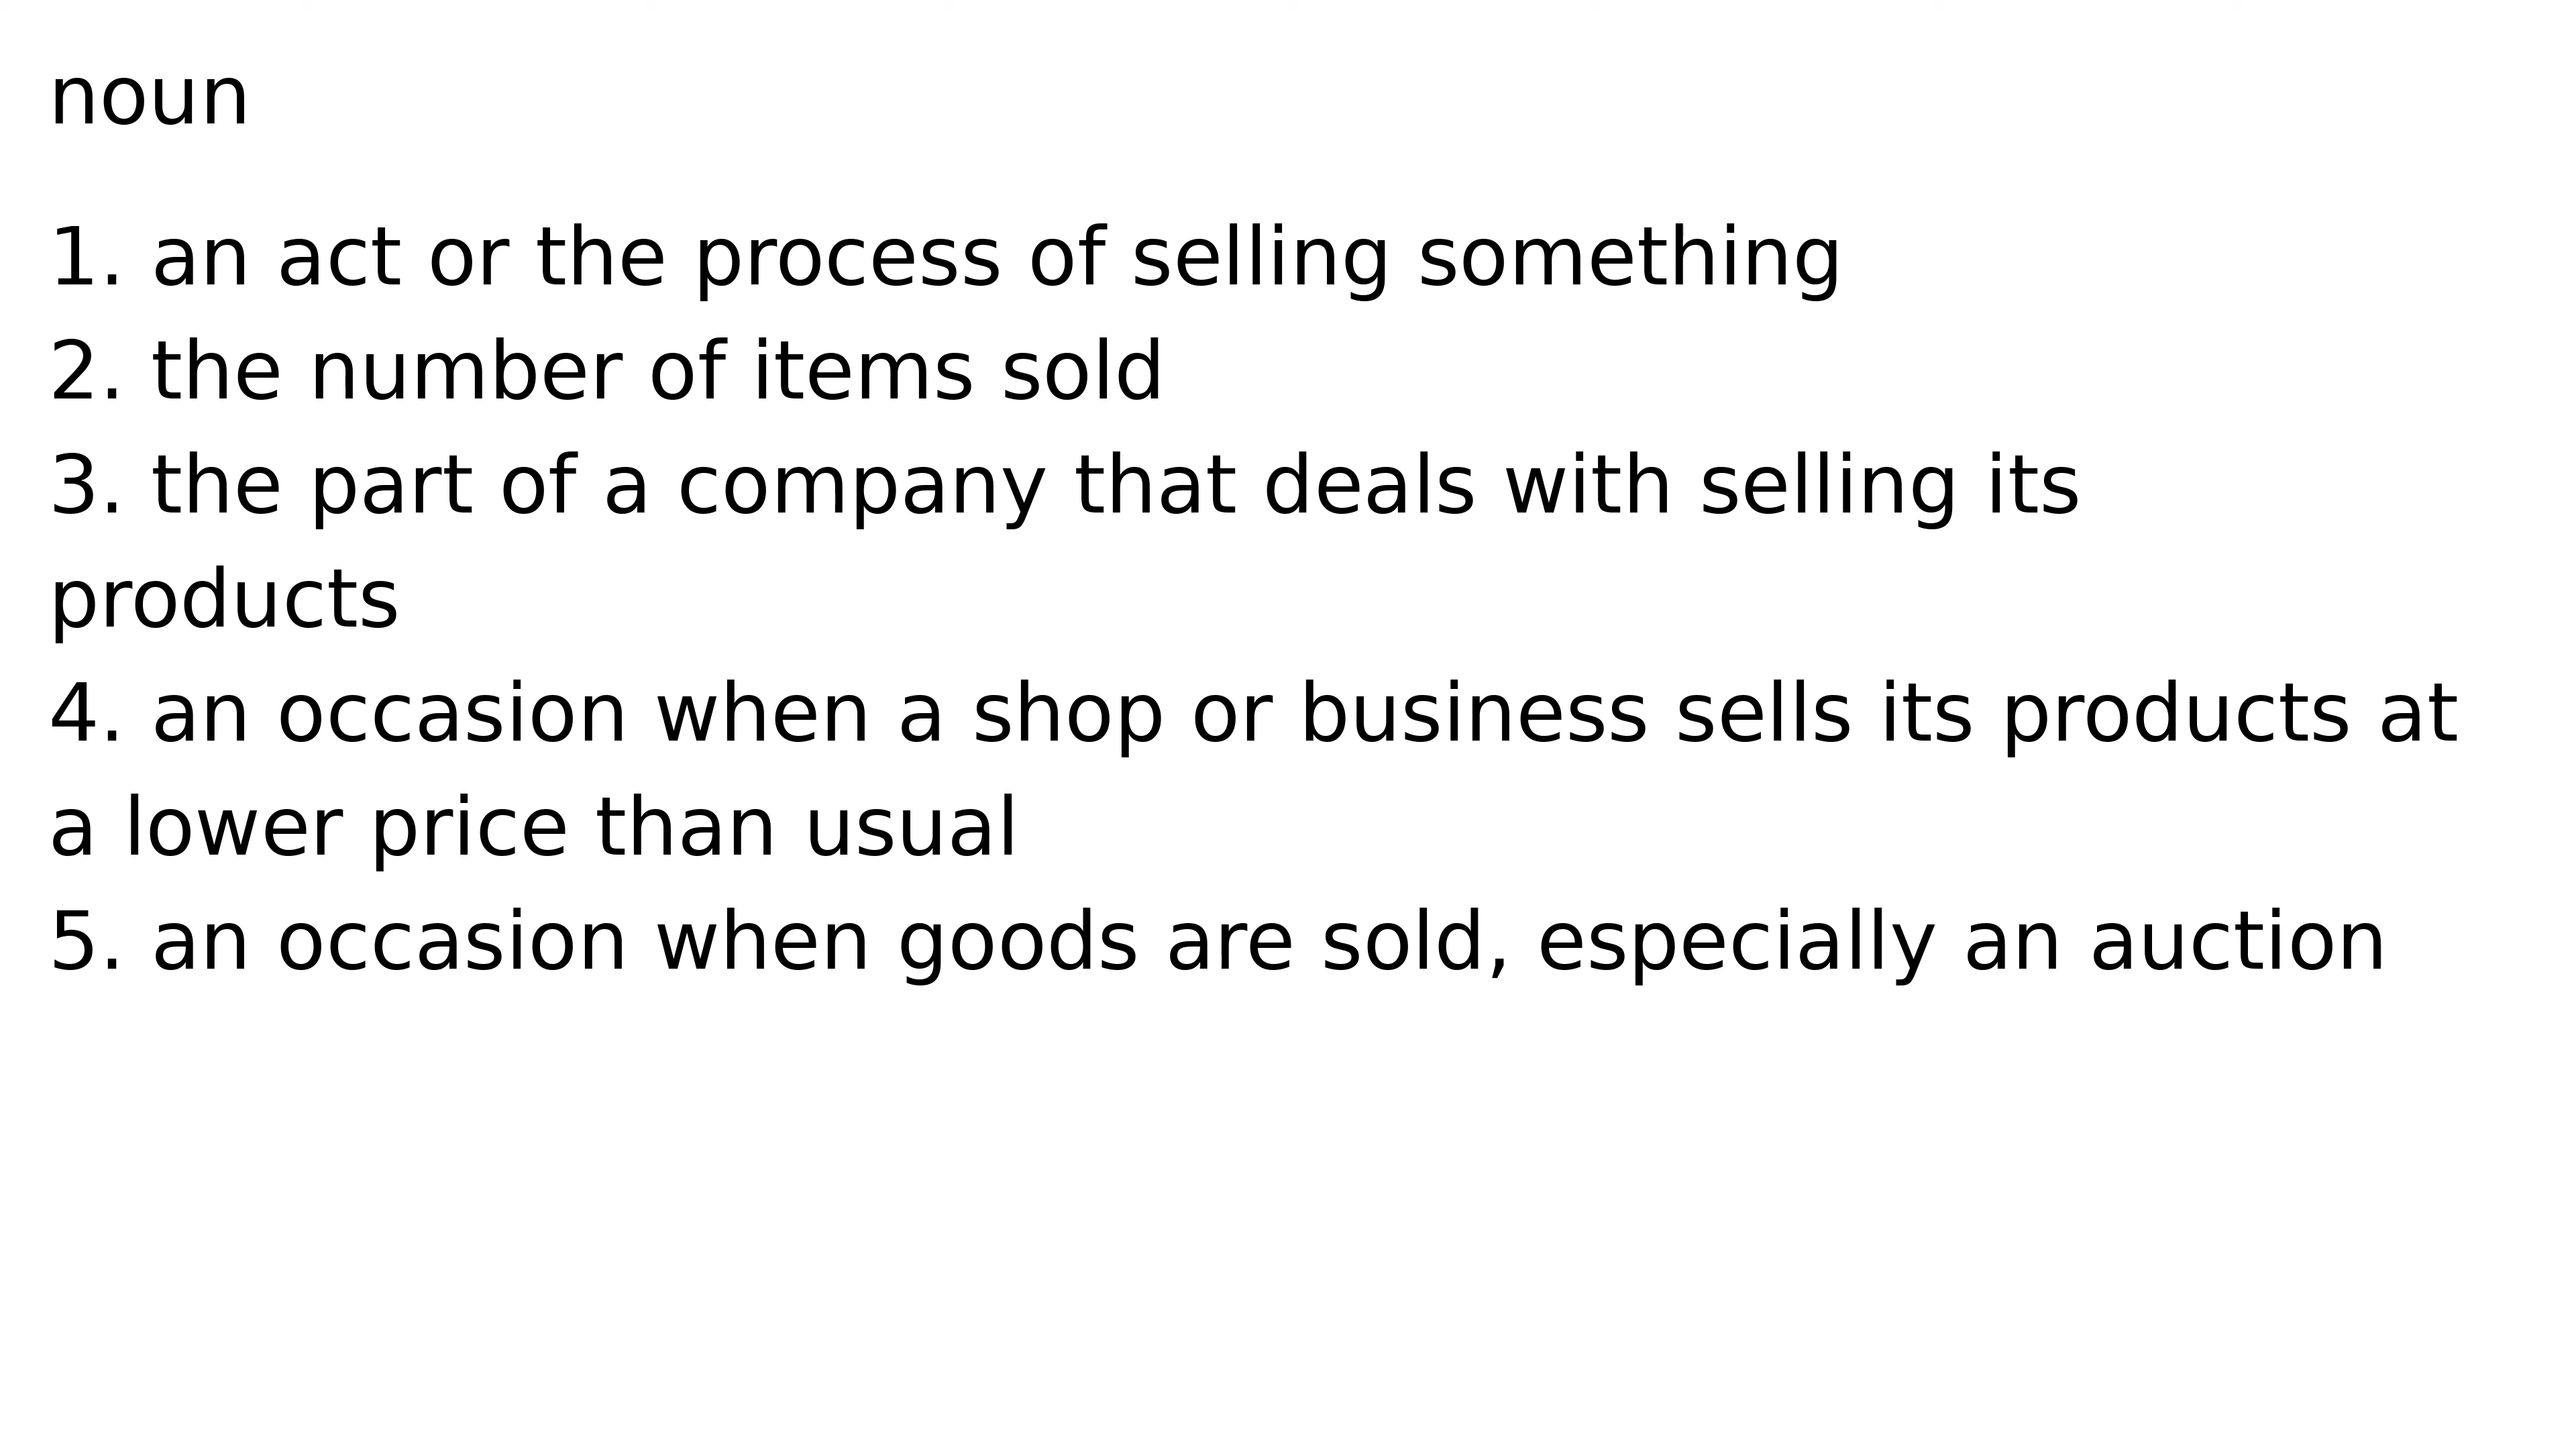 noun
1. an act or the process of selling something
2. the number of items sold
3. the part of a company that deals with selling its
products
4. an occasion when a shop or business sells its products at
a lower price than usual
5. an occasion when goods are sold, especially an auction